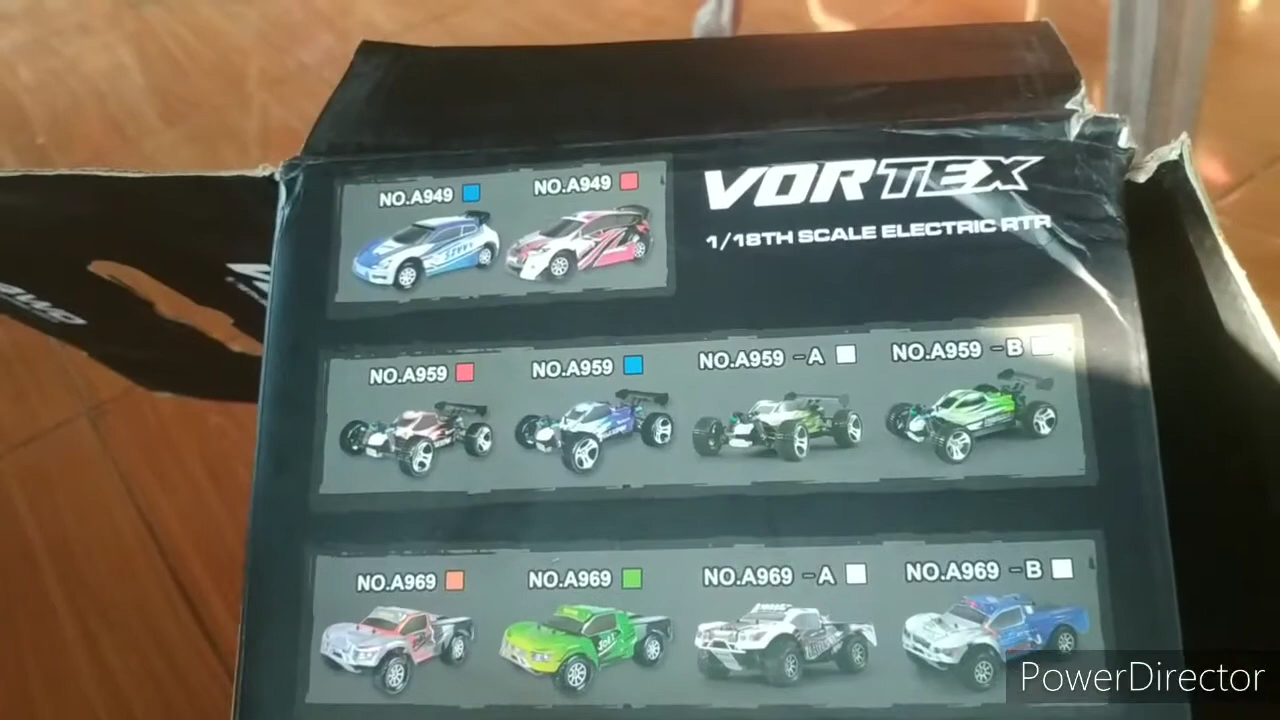 VORTEX
1/18TH SCALE ELECTRIC RTR
NO.A949 NO.A949
NO.A959 NO.A959 NO.A959 -A NO.A959 -B
NO.A969 NO.A969 NO.A969 -A NO.A969 -B
PowerDirector